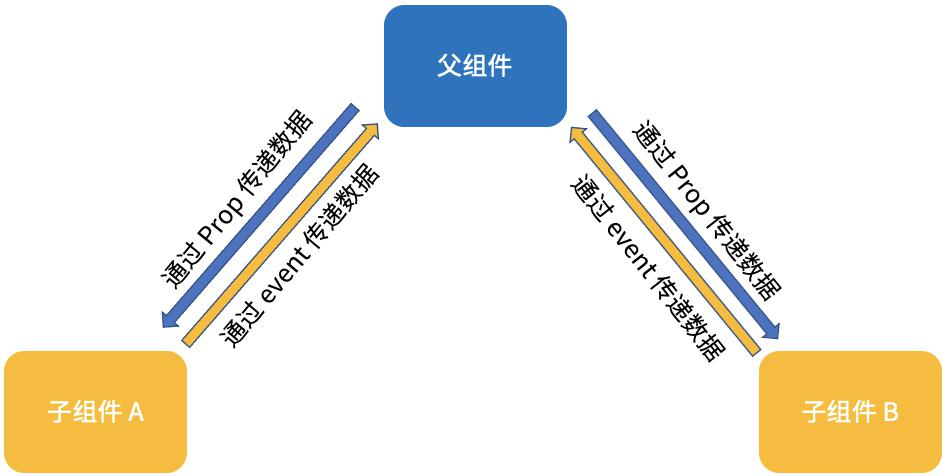 父组件
通过 Prop 传递数据
通过 event 传递数据
通过 event 传递数据
通过 Prop 传递数据
子组件 A
子组件 B